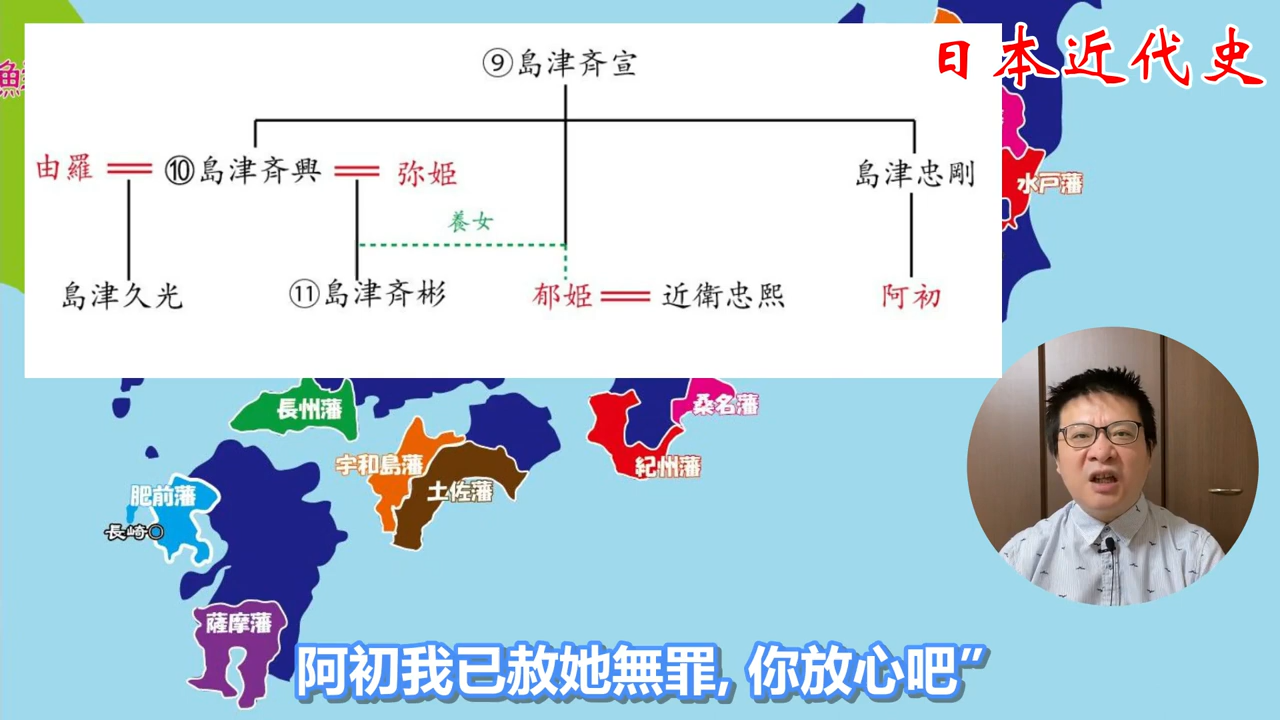 日本近代史
⑨島津斉宣
由羅
⑩島津斉興
弥姫
島津忠剛
養女
島津久光
⑪島津斉彬
郁姫
近衛忠熙
阿初
水戸藩
長州藩
桑名藩
宇和島藩
紀州藩
土佐藩
肥前藩
長崎◎
薩摩藩
阿初我已赦她無罪, 你放心吧”